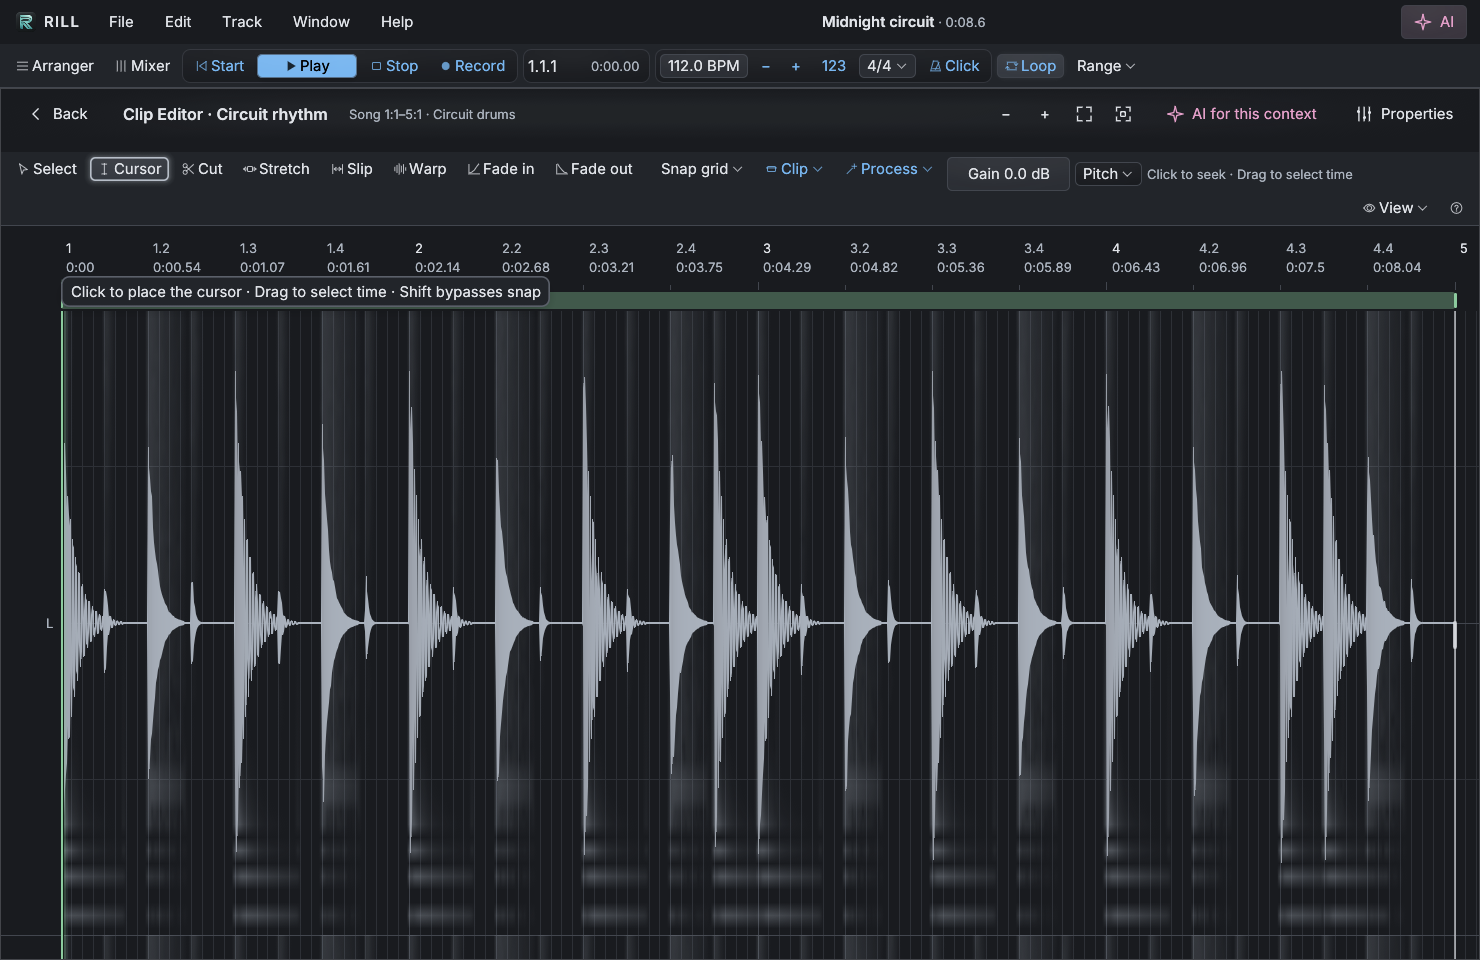 RILL File Edit Track Window Help Midnight circuit · 0:08.6 AI
Arranger Mixer Start Play Stop Record 1.1.1 0:00.00 112.0 BPM − + 123 4/4 Click Loop Range
Back Clip Editor · Circuit rhythm Song 1:1–5:1 · Circuit drums − + AI for this context Properties
Select Cursor Cut Stretch Slip Warp Fade in Fade out Snap grid Clip Process Gain 0.0 dB Pitch Click to seek · Drag to select time
View ?
1 1.2 1.3 1.4 2 2.2 2.3 2.4 3 3.2 3.3 3.4 4 4.2 4.3 4.4 5
0:00 0:00.54 0:01.07 0:01.61 0:02.14 0:02.68 0:03.21 0:03.75 0:04.29 0:04.82 0:05.36 0:05.89 0:06.43 0:06.96 0:07.5 0:08.04
Click to place the cursor · Drag to select time · Shift bypasses snap
L